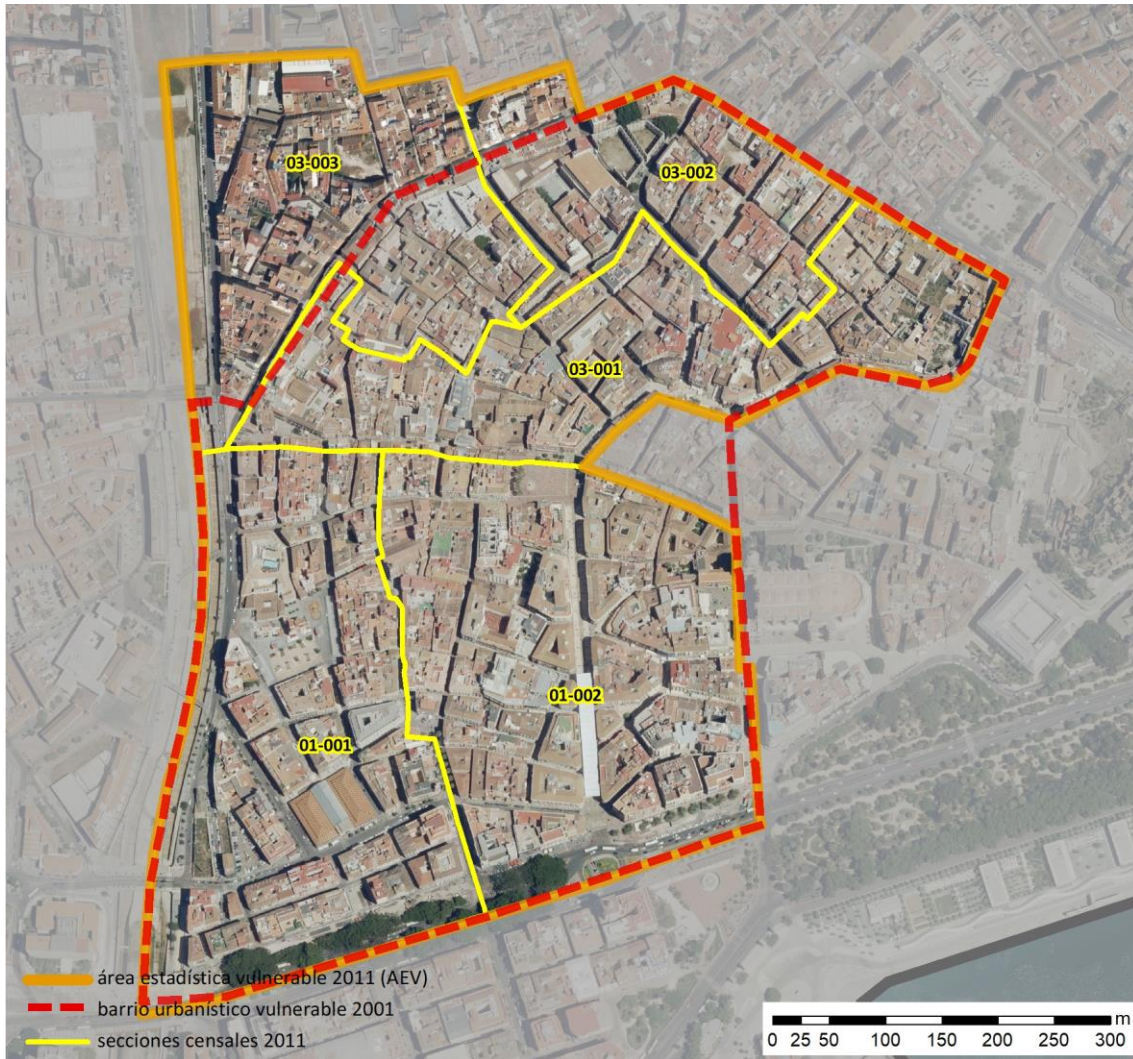 03-003
03-002
03-001
01-002
01-001
área estadística vulnerable 2011 (AEV)
barrio urbanístico vulnerable 2001
secciones censales 2011
m
0 25 50 100 150 200 250 300